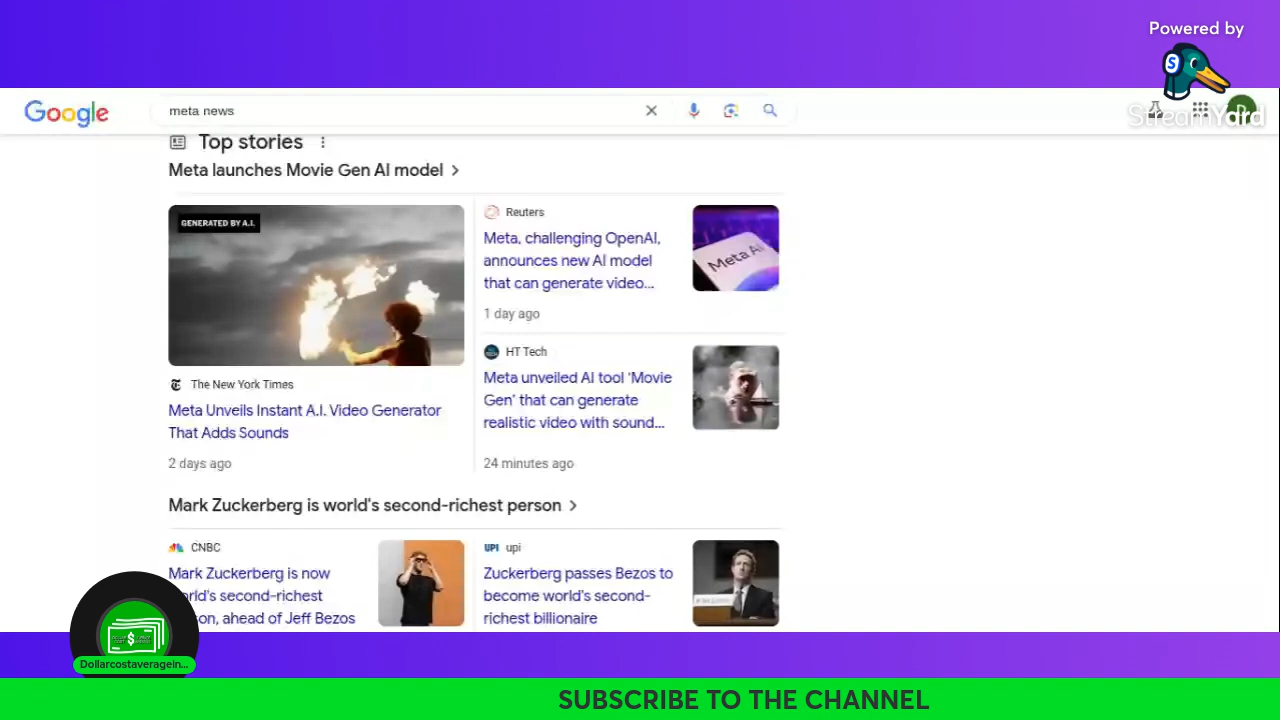 Powered by
S
StreamYard
Google
meta news
Top stories
Meta launches Movie Gen AI model
GENERATED BY A.I.
The New York Times
Meta Unveils Instant A.I. Video Generator
That Adds Sounds
2 days ago
Reuters
Meta, challenging OpenAI,
announces new AI model
that can generate video...
1 day ago
Meta AI
HT Tech
Meta unveiled AI tool ‘Movie
Gen’ that can generate
realistic video with sound...
24 minutes ago
Mark Zuckerberg is world's second-richest person
CNBC
Mark Zuckerberg is now
world's second-richest
person, ahead of Jeff Bezos
UPI upi
Zuckerberg passes Bezos to
become world's second-
richest billionaire
$
Dollarcostaveragein...
SUBSCRIBE TO THE CHANNEL